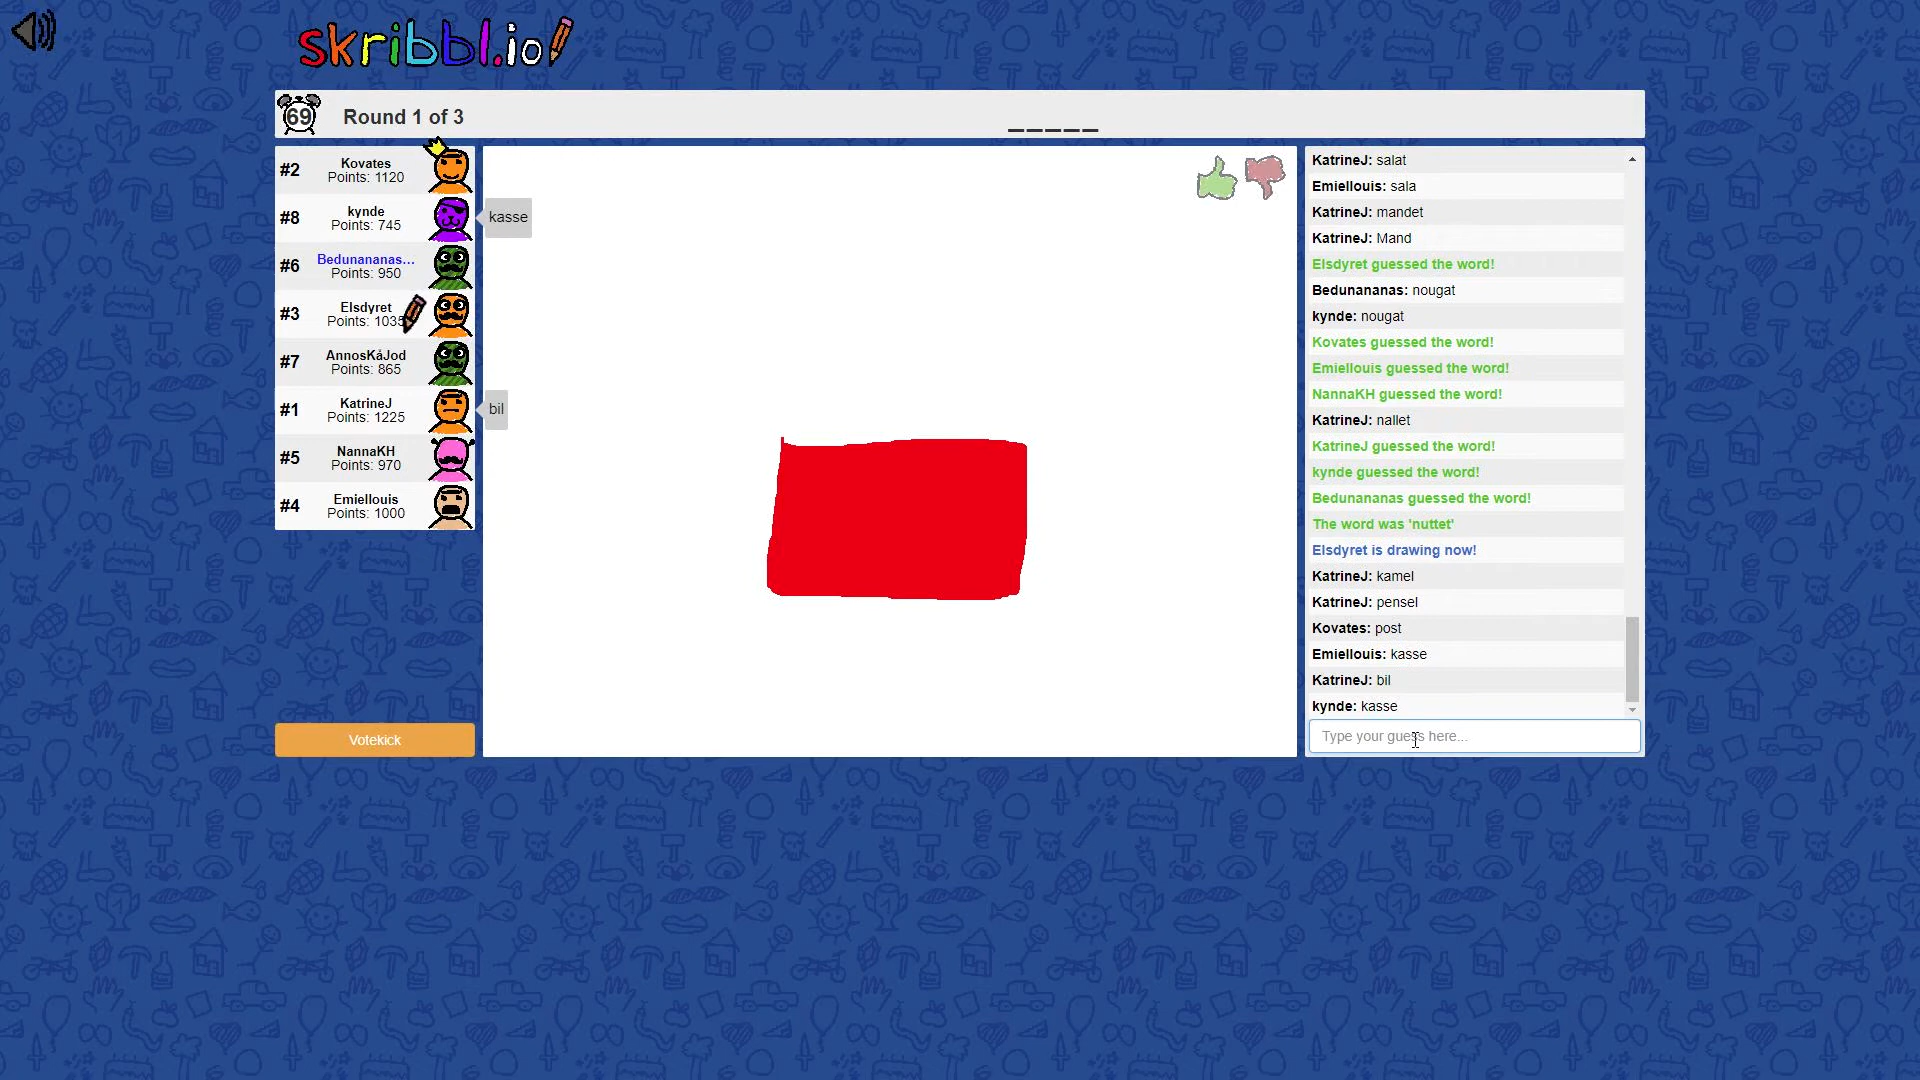 skribbl.io
69
Round 1 of 3
_____
#2
Kovates
Points: 1120
#8
kynde
Points: 745
kasse
#6
Bedunananas...
Points: 950
#3
Elsdyret
Points: 1035
#7
AnnosKåJod
Points: 865
#1
KatrineJ
Points: 1225
bil
#5
NannaKH
Points: 970
#4
Emiellouis
Points: 1000
Votekick
KatrineJ: salat
Emiellouis: sala
KatrineJ: mandet
KatrineJ: Mand
Elsdyret guessed the word!
Bedunananas: nougat
kynde: nougat
Kovates guessed the word!
Emiellouis guessed the word!
NannaKH guessed the word!
KatrineJ: nallet
KatrineJ guessed the word!
kynde guessed the word!
Bedunananas guessed the word!
The word was 'nuttet'
Elsdyret is drawing now!
KatrineJ: kamel
KatrineJ: pensel
Kovates: post
Emiellouis: kasse
KatrineJ: bil
kynde: kasse
Type your guess here...